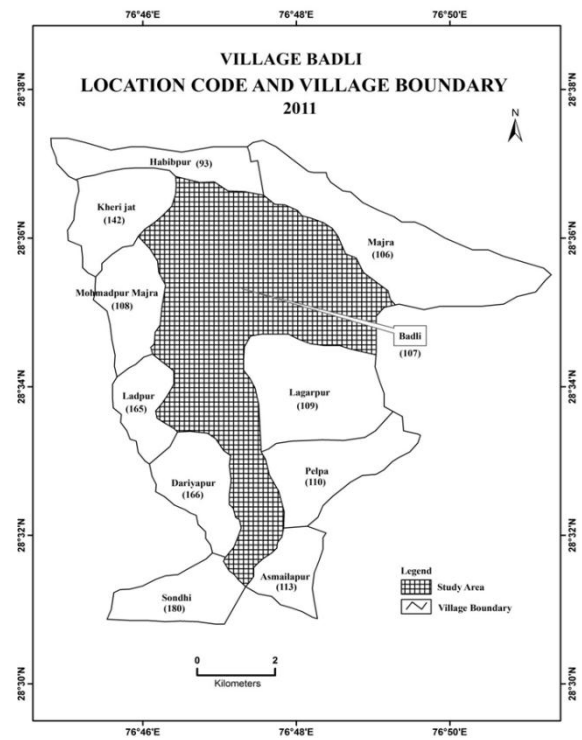 76°46'E 76°48'E 76°50'E
VILLAGE BADLI
LOCATION CODE AND VILLAGE BOUNDARY
2011
N
28°38'N
28°38'N
Habibpur (93)
Kheri jat
(142)
28°36'N
28°36'N
Majra
(106)
Mohmadpur Majra
(108)
Badli
(107)
28°34'N
28°34'N
Ladpur
(165)
Lagarpur
(109)
Dariyapur
(166)
Pelpa
(110)
28°32'N
28°32'N
Asmailapur
(113)
Sondhi
(180)
Legend
Study Area
Village Boundary
0 2
Kilometers
28°30'N
28°30'N
76°46'E 76°48'E 76°50'E